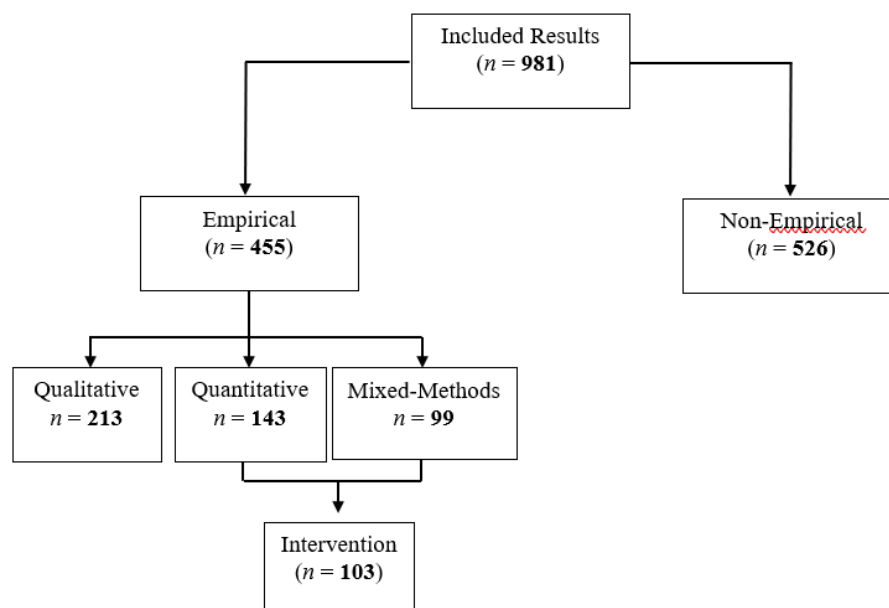 Included Results
(n = 981)
Empirical
(n = 455)
Non-Empirical
(n = 526)
Qualitative
n = 213
Quantitative
n = 143
Mixed-Methods
n = 99
Intervention
(n = 103)